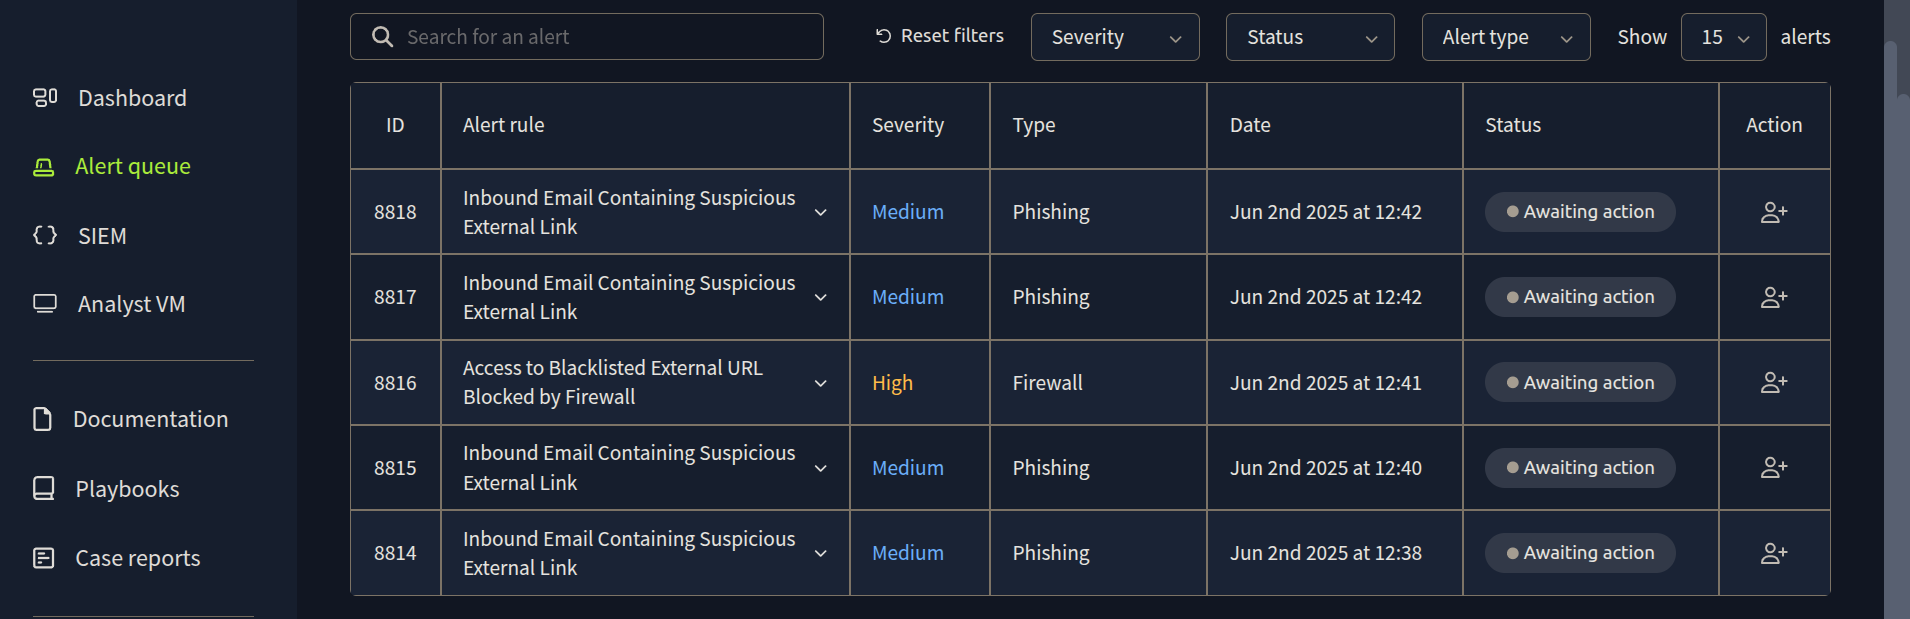 Search for an alert
Reset filters
Severity
Status
Alert type
Show 15 alerts
Dashboard
Alert queue
SIEM
Analyst VM
Documentation
Playbooks
Case reports
ID Alert rule Severity Type Date Status Action
8818 Inbound Email Containing Suspicious
External Link Medium Phishing Jun 2nd 2025 at 12:42 Awaiting action
8817 Inbound Email Containing Suspicious
External Link Medium Phishing Jun 2nd 2025 at 12:42 Awaiting action
8816 Access to Blacklisted External URL
Blocked by Firewall High Firewall Jun 2nd 2025 at 12:41 Awaiting action
8815 Inbound Email Containing Suspicious
External Link Medium Phishing Jun 2nd 2025 at 12:40 Awaiting action
8814 Inbound Email Containing Suspicious
External Link Medium Phishing Jun 2nd 2025 at 12:38 Awaiting action